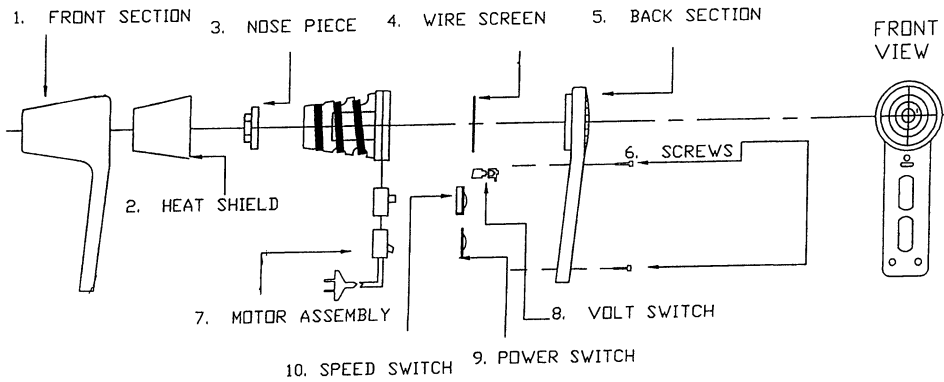 1. FRONT SECTION
3. NOSE PIECE
4. WIRE SCREEN
5. BACK SECTION
FRONT
VIEW
6. SCREWS
2. HEAT SHIELD
7. MOTOR ASSEMBLY
8. VOLT SWITCH
9. POWER SWITCH
10. SPEED SWITCH